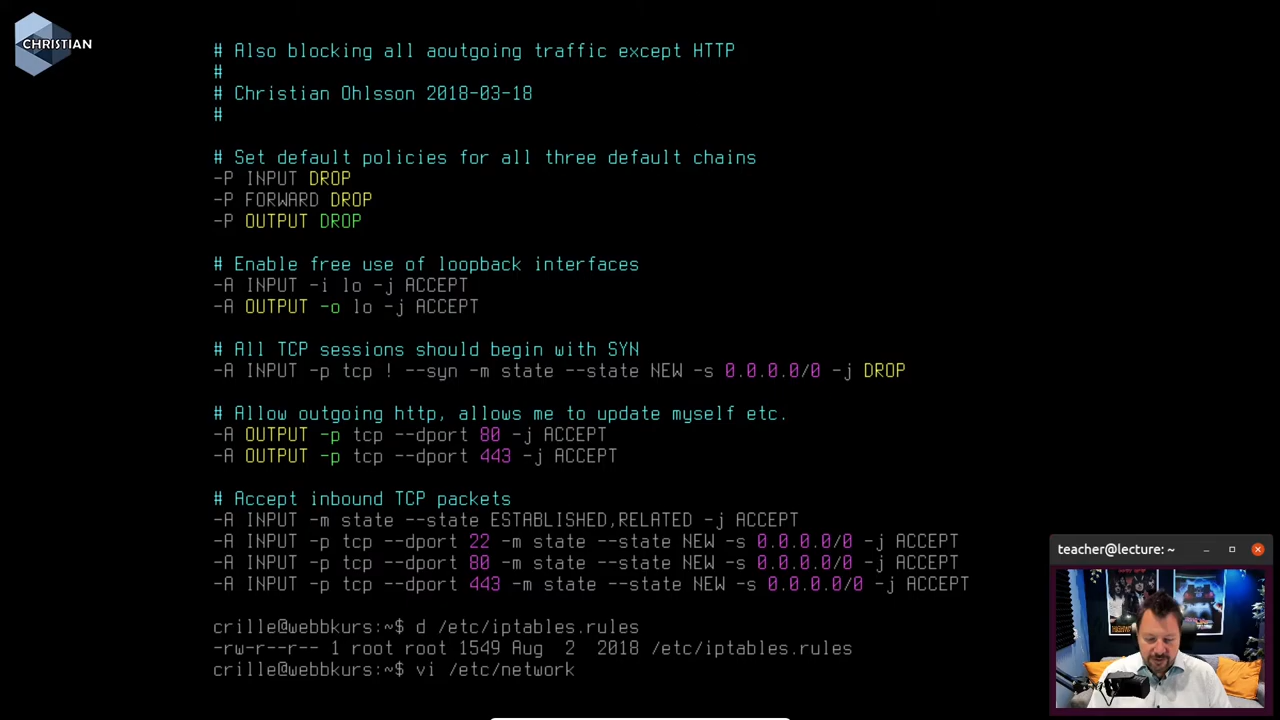 CHRISTIAN
# Also blocking all aoutgoing traffic except HTTP
#
# Christian Ohlsson 2018-03-18
#
# Set default policies for all three default chains
-P INPUT DROP
-P FORWARD DROP
-P OUTPUT DROP
# Enable free use of loopback interfaces
-A INPUT -i lo -j ACCEPT
-A OUTPUT -o lo -j ACCEPT
# All TCP sessions should begin with SYN
-A INPUT -p tcp ! --syn -m state --state NEW -s 0.0.0.0/0 -j DROP
# Allow outgoing http, allows me to update myself etc.
-A OUTPUT -p tcp --dport 80 -j ACCEPT
-A OUTPUT -p tcp --dport 443 -j ACCEPT
# Accept inbound TCP packets
-A INPUT -m state --state ESTABLISHED,RELATED -j ACCEPT
-A INPUT -p tcp --dport 22 -m state --state NEW -s 0.0.0.0/0 -j ACCEPT
-A INPUT -p tcp --dport 80 -m state --state NEW -s 0.0.0.0/0 -j ACCEPT
-A INPUT -p tcp --dport 443 -m state --state NEW -s 0.0.0.0/0 -j ACCEPT
crille@webbkurs:~$ d /etc/iptables.rules
-rw-r--r-- 1 root root 1549 Aug  2  2018 /etc/iptables.rules
crille@webbkurs:~$ vi /etc/network
teacher@lecture: ~